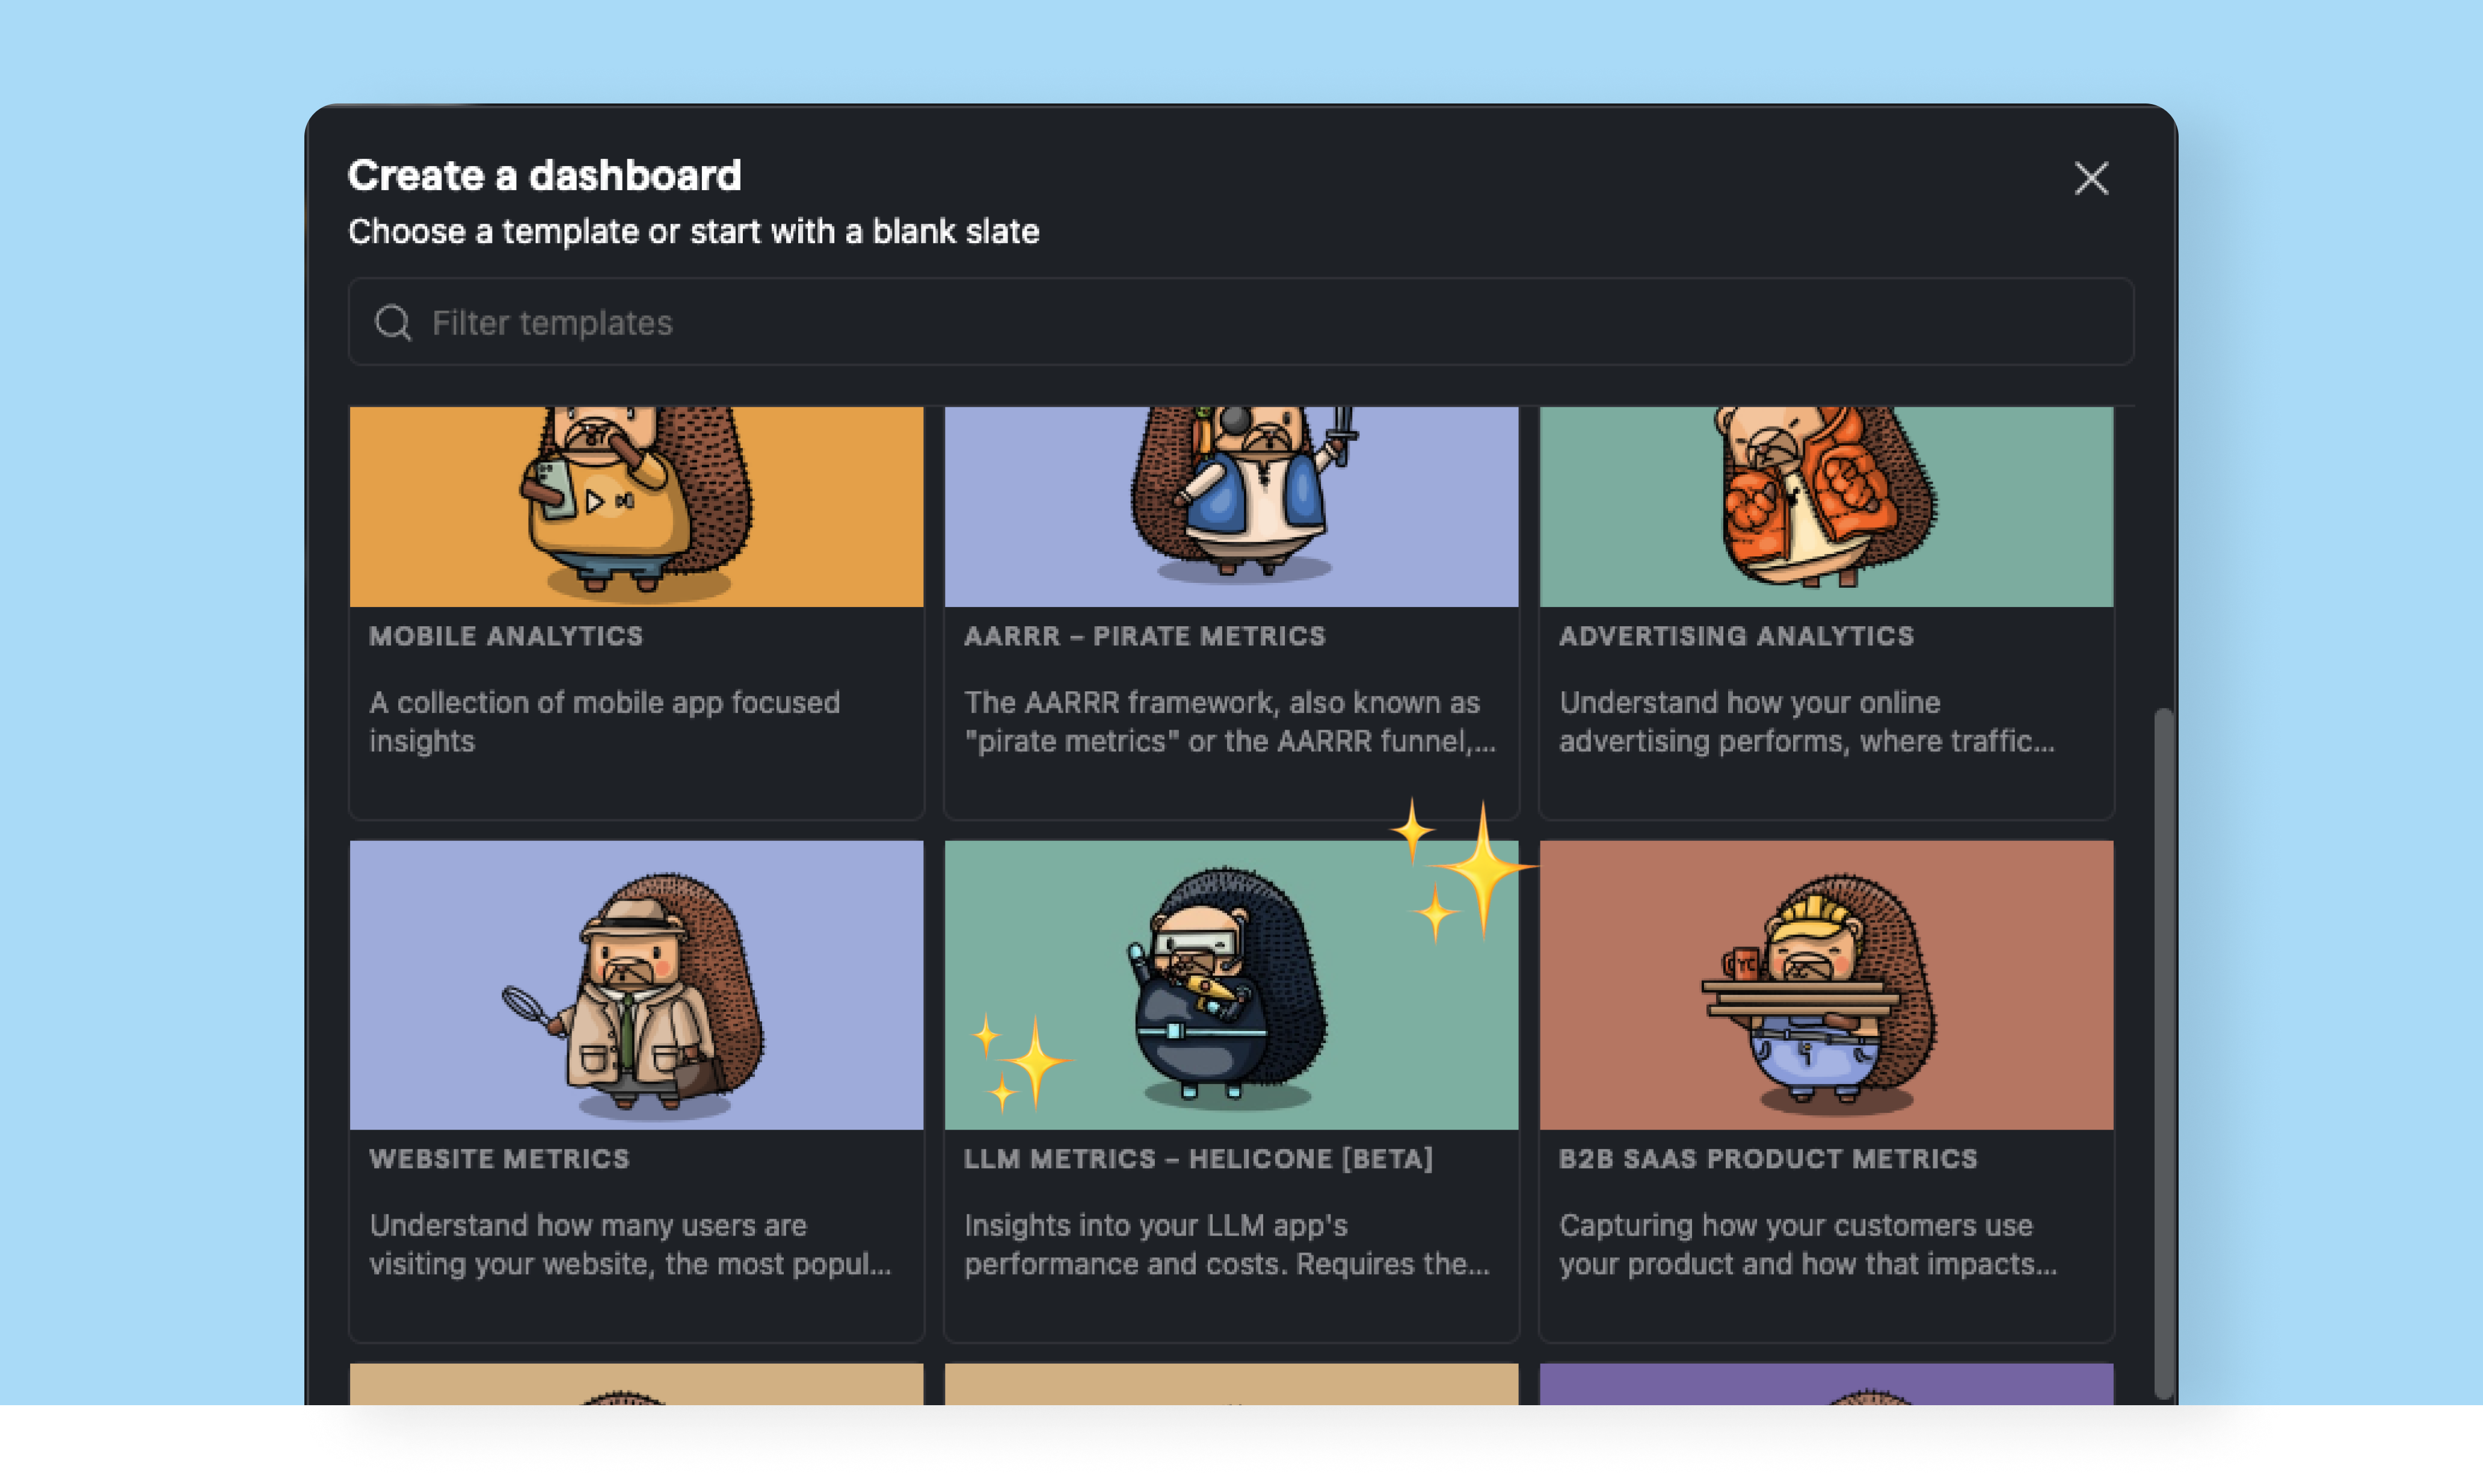 Create a dashboard
Choose a template or start with a blank slate
Filter templates
MOBILE ANALYTICS
A collection of mobile app focused
insights
AARRR – PIRATE METRICS
The AARRR framework, also known as
"pirate metrics" or the AARRR funnel,...
ADVERTISING ANALYTICS
Understand how your online
advertising performs, where traffic...
YC
WEBSITE METRICS
Understand how many users are
visiting your website, the most popul...
LLM METRICS – HELICONE [BETA]
Insights into your LLM app's
performance and costs. Requires the...
B2B SAAS PRODUCT METRICS
Capturing how your customers use
your product and how that impacts...